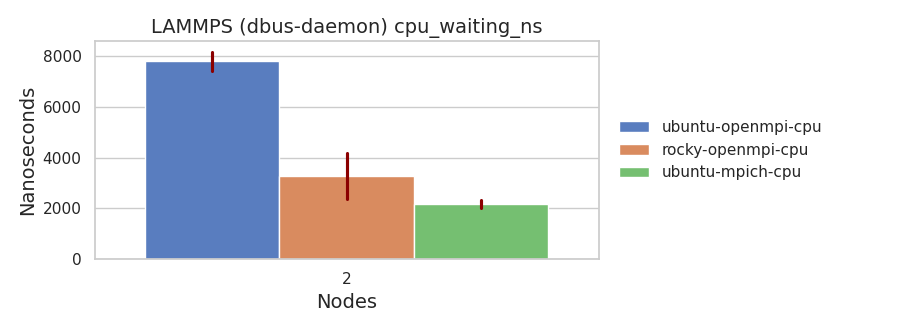 LAMMPS (dbus-daemon) cpu_waiting_ns
Nanoseconds
8000
6000
4000
2000
0
2
Nodes
ubuntu-openmpi-cpu
rocky-openmpi-cpu
ubuntu-mpich-cpu